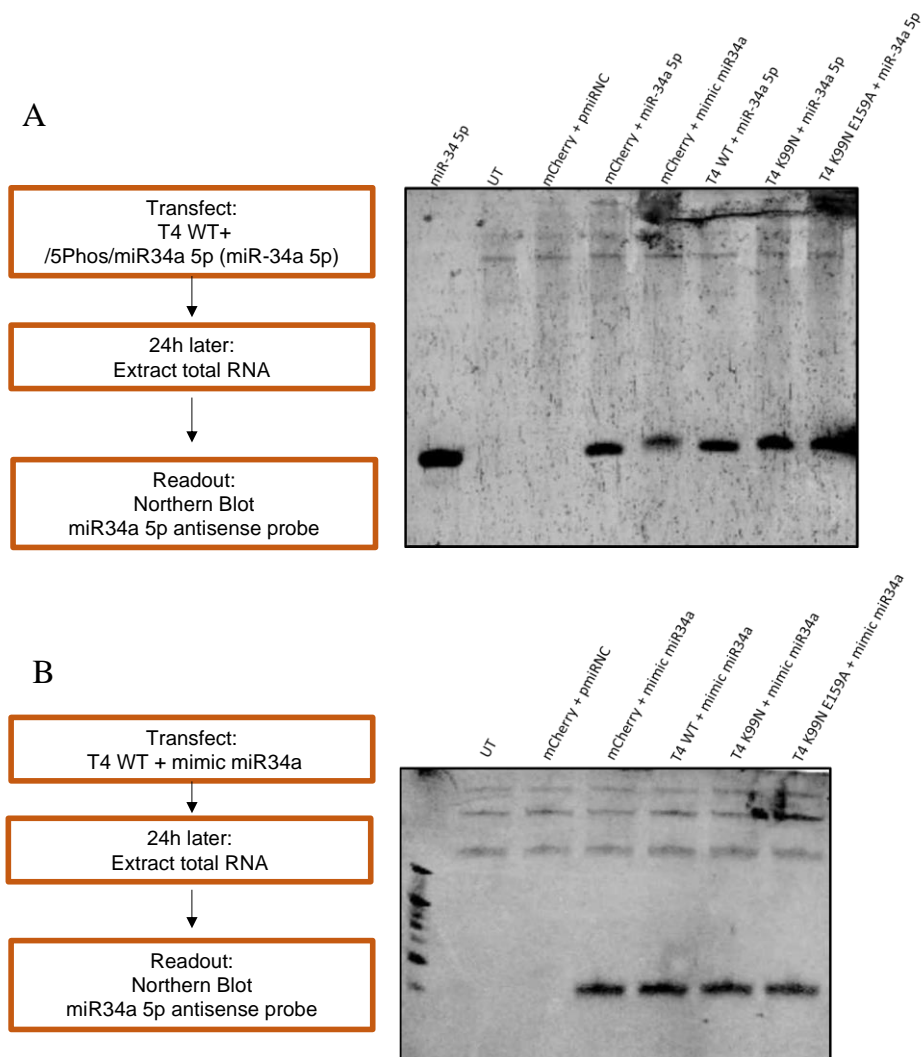 A
Transfect:
T4 WT+
/5Phos/miR34a 5p (miR-34a 5p)
24h later:
Extract total RNA
Readout:
Northern Blot
miR34a 5p antisense probe
miR-34 5p
UT
mCherry + pmiRNC
mCherry + miR-34a 5p
mCherry + mimic miR34a
T4 WT + miR-34a 5p
T4 K99N + miR-34a 5p
T4 K99N E159A + miR-34a 5p
B
Transfect:
T4 WT + mimic miR34a
24h later:
Extract total RNA
Readout:
Northern Blot
miR34a 5p antisense probe
UT
mCherry + pmiRNC
mCherry + mimic miR34a
T4 WT + mimic miR34a
T4 K99N + mimic miR34a
T4 K99N E159A + mimic miR34a